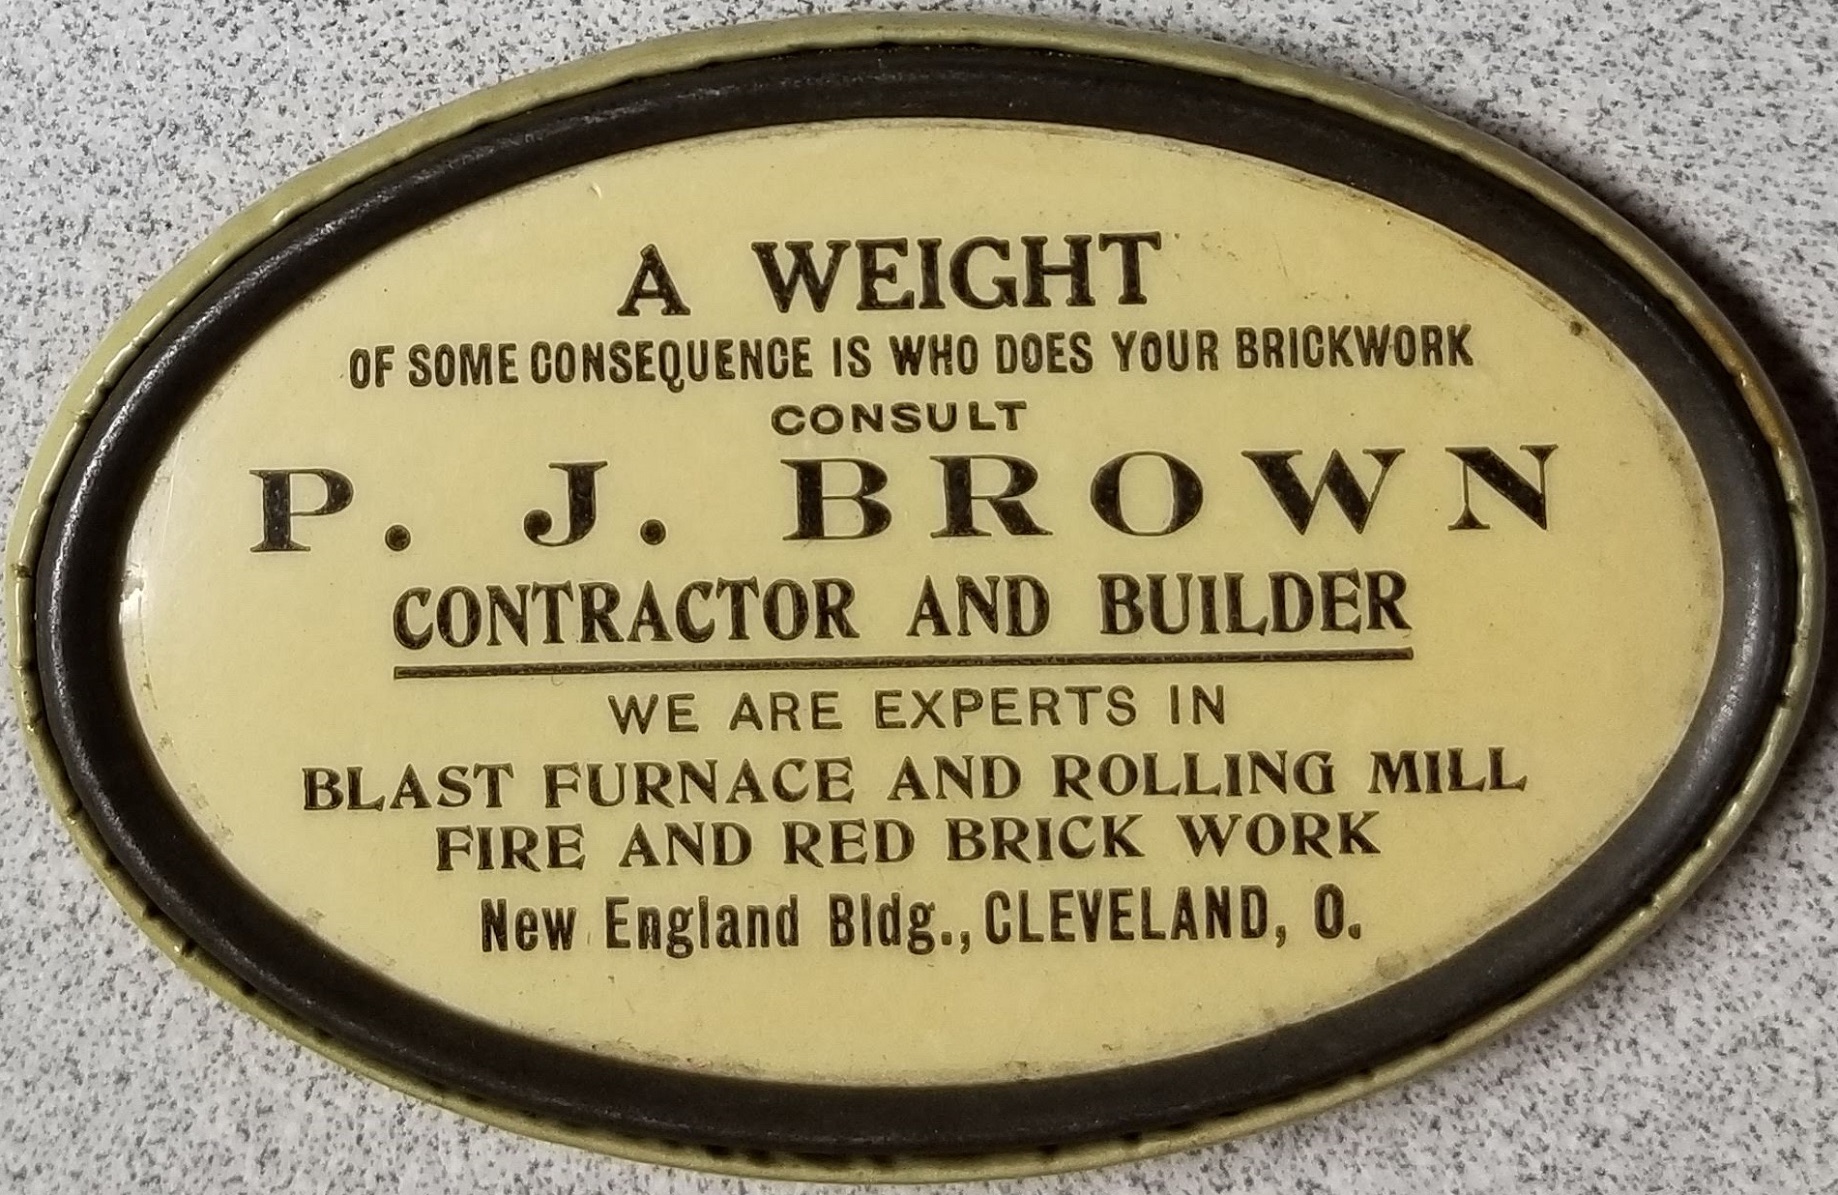 A WEIGHT
OF SOME CONSEQUENCE IS WHO DOES YOUR BRICKWORK
CONSULT
P. J. BROWN
CONTRACTOR AND BUILDER
WE ARE EXPERTS IN
BLAST FURNACE AND ROLLING MILL
FIRE AND RED BRICK WORK
New England Bldg., CLEVELAND, O.